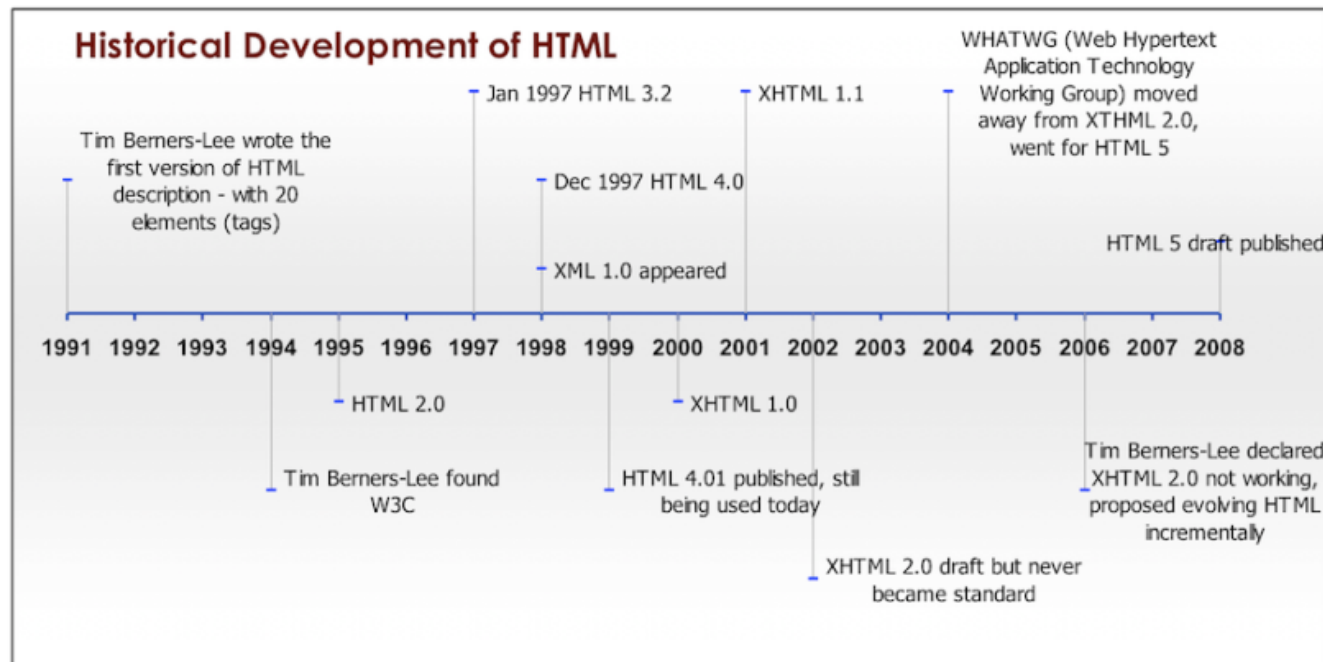 Historical Development of HTML
WHATWG (Web Hypertext
Application Technology
Working Group) moved
away from XTHML 2.0,
went for HTML 5
Jan 1997 HTML 3.2
XHTML 1.1
Tim Berners-Lee wrote the
first version of HTML
description - with 20
elements (tags)
Dec 1997 HTML 4.0
HTML 5 draft published
XML 1.0 appeared
1991 1992 1993 1994 1995 1996 1997 1998 1999 2000 2001 2002 2003 2004 2005 2006 2007 2008
HTML 2.0
XHTML 1.0
Tim Berners-Lee found
W3C
HTML 4.01 published, still
being used today
Tim Berners-Lee declared
XHTML 2.0 not working,
proposed evolving HTML
incrementally
XHTML 2.0 draft but never
became standard